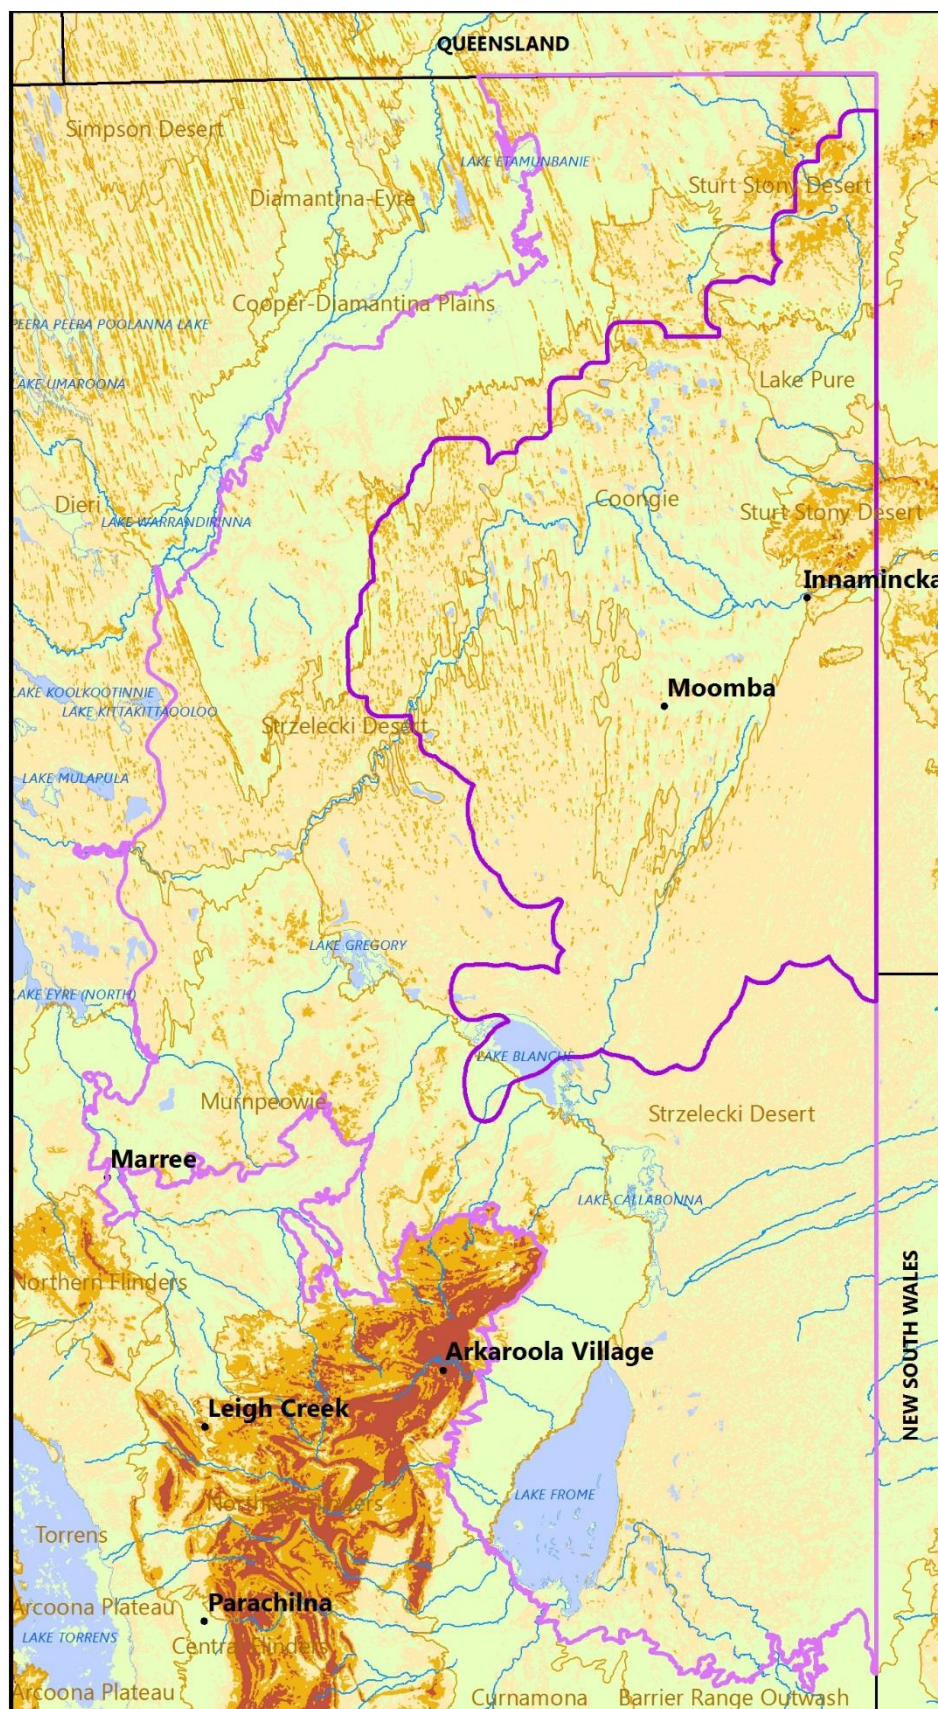 QUEENSLAND
Simpson Desert
LAKE ETAMUNBANIE
Sturt Stony Desert
Diamantina-Eyre
Cooper-Diamantina Plains
PEERA PEERA POOLANNA LAKE
LAKE UMAROONA
Lake Pure
Dieri
Coongie
Sturt Stony Desert
LAKE WARRANDIRINNA
Innamincka
LAKE KOOLKOOTINNIE
Moomba
LAKE KITTAKITTAOOLOO
Strzelecki Desert
LAKE MULAPULA
LAKE GREGORY
LAKE EYRE (NORTH)
LAKE BLANCHE
Murnpeowie
Strzelecki Desert
Marree
LAKE CALLABONNA
Northern Flinders
NEW SOUTH WALES
Arkaroola Village
Leigh Creek
LAKE FROME
Northern Flinders
Torrens
Arcoona Plateau
Parachilna
LAKE TORRENS
Central Flinders
Arcoona Plateau
Curnamona
Barrier Range Outwash